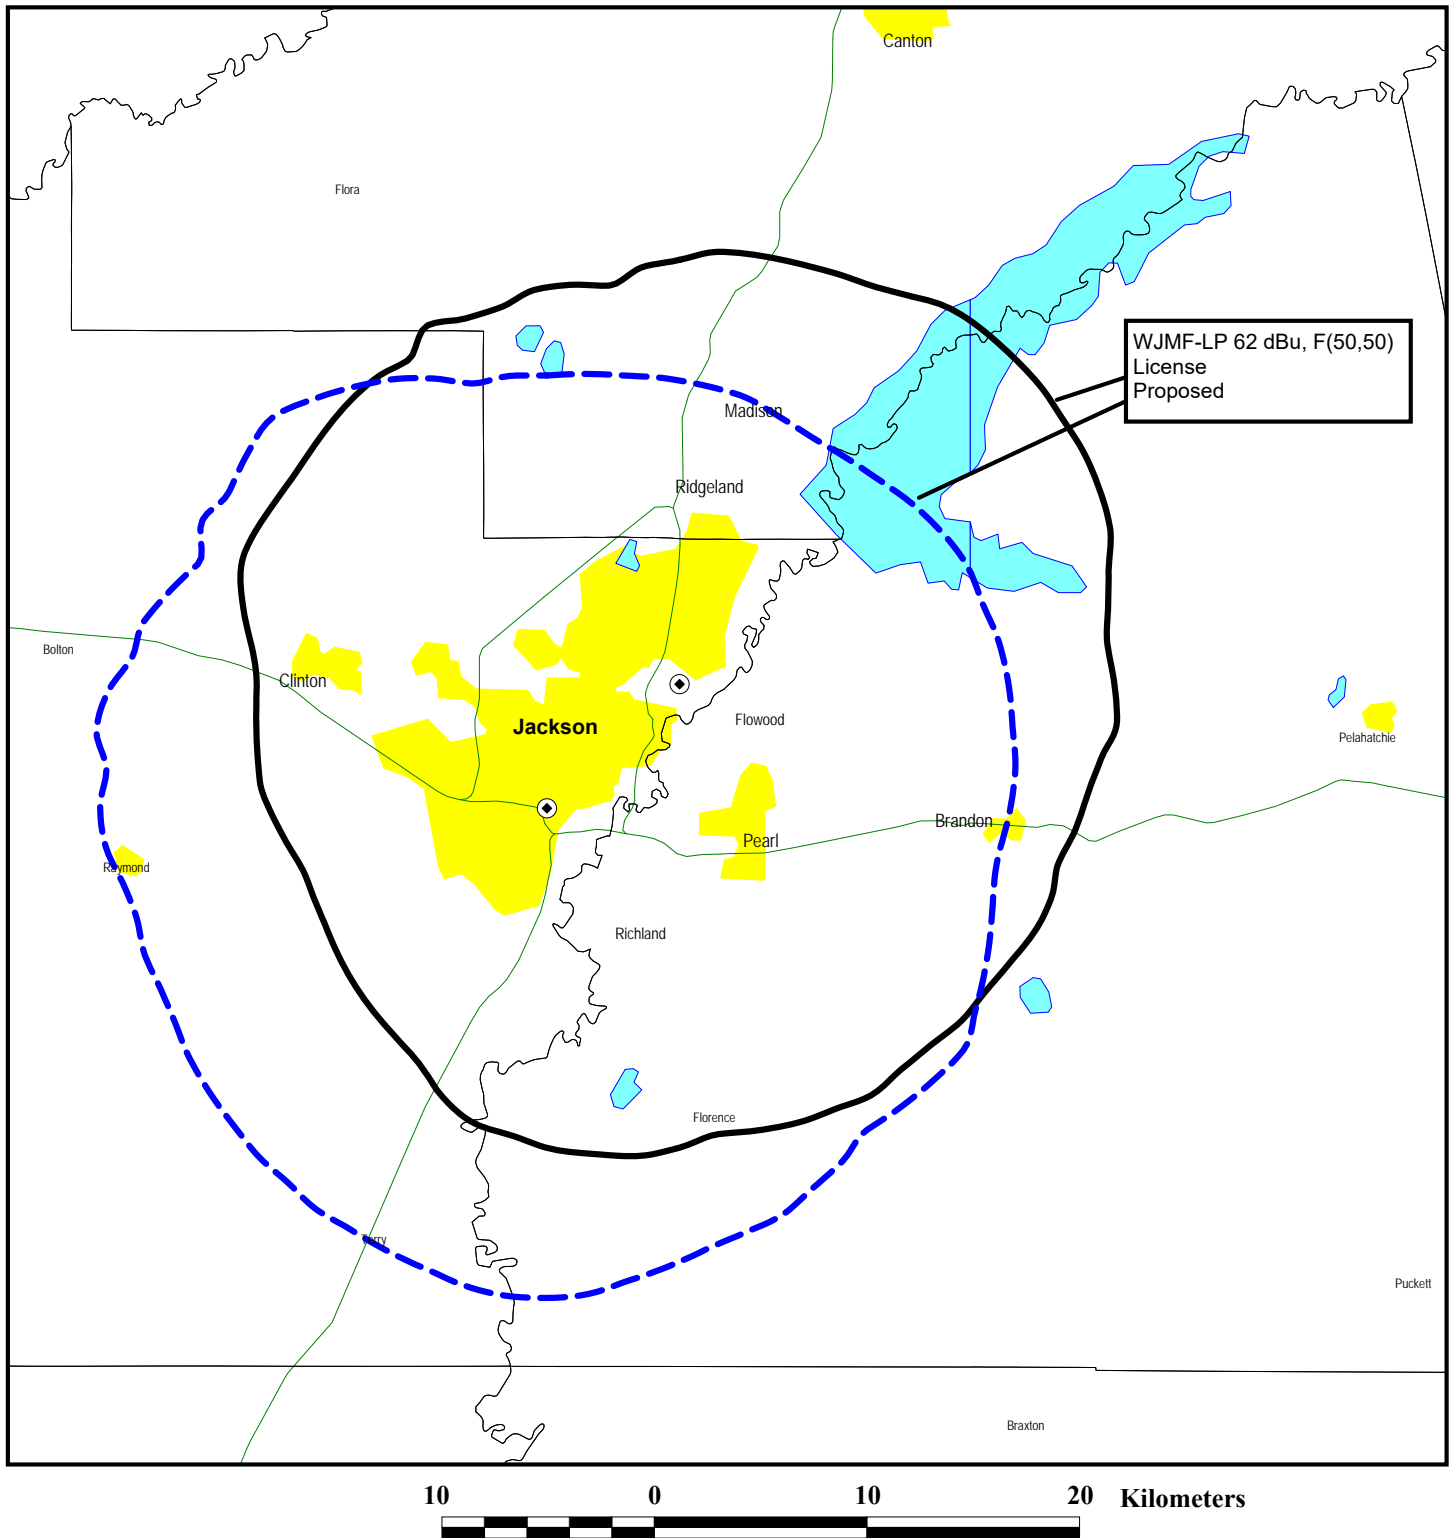 Canton
Flora
WJMF-LP 62 dBu, F(50,50)
License
Proposed
Madison
Ridgeland
Bolton
Clinton
Jackson
Flowood
Pelahatchie
Brandon
Pearl
Raymond
Richland
Florence
Terry
Puckett
Braxton
10 0 10 20 Kilometers